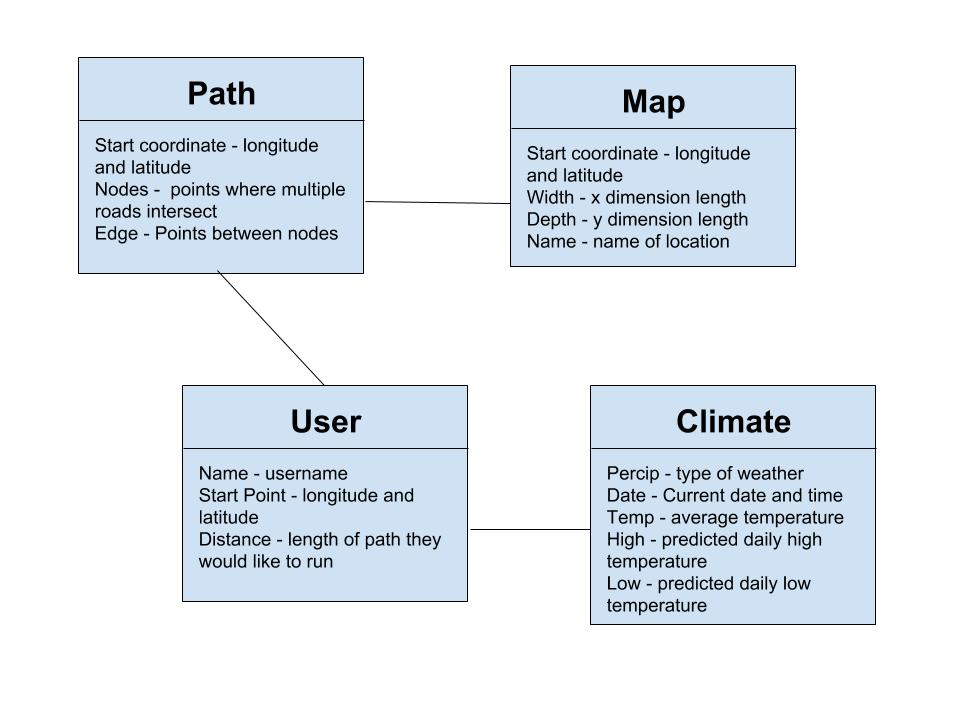 Path
Start coordinate - longitude
and latitude
Nodes -  points where multiple
roads intersect
Edge - Points between nodes
Map
Start coordinate - longitude
and latitude
Width - x dimension length
Depth - y dimension length
Name - name of location
User
Name - username
Start Point - longitude and
latitude
Distance - length of path they
would like to run
Climate
Percip - type of weather
Date - Current date and time
Temp - average temperature
High - predicted daily high
temperature
Low - predicted daily low
temperature